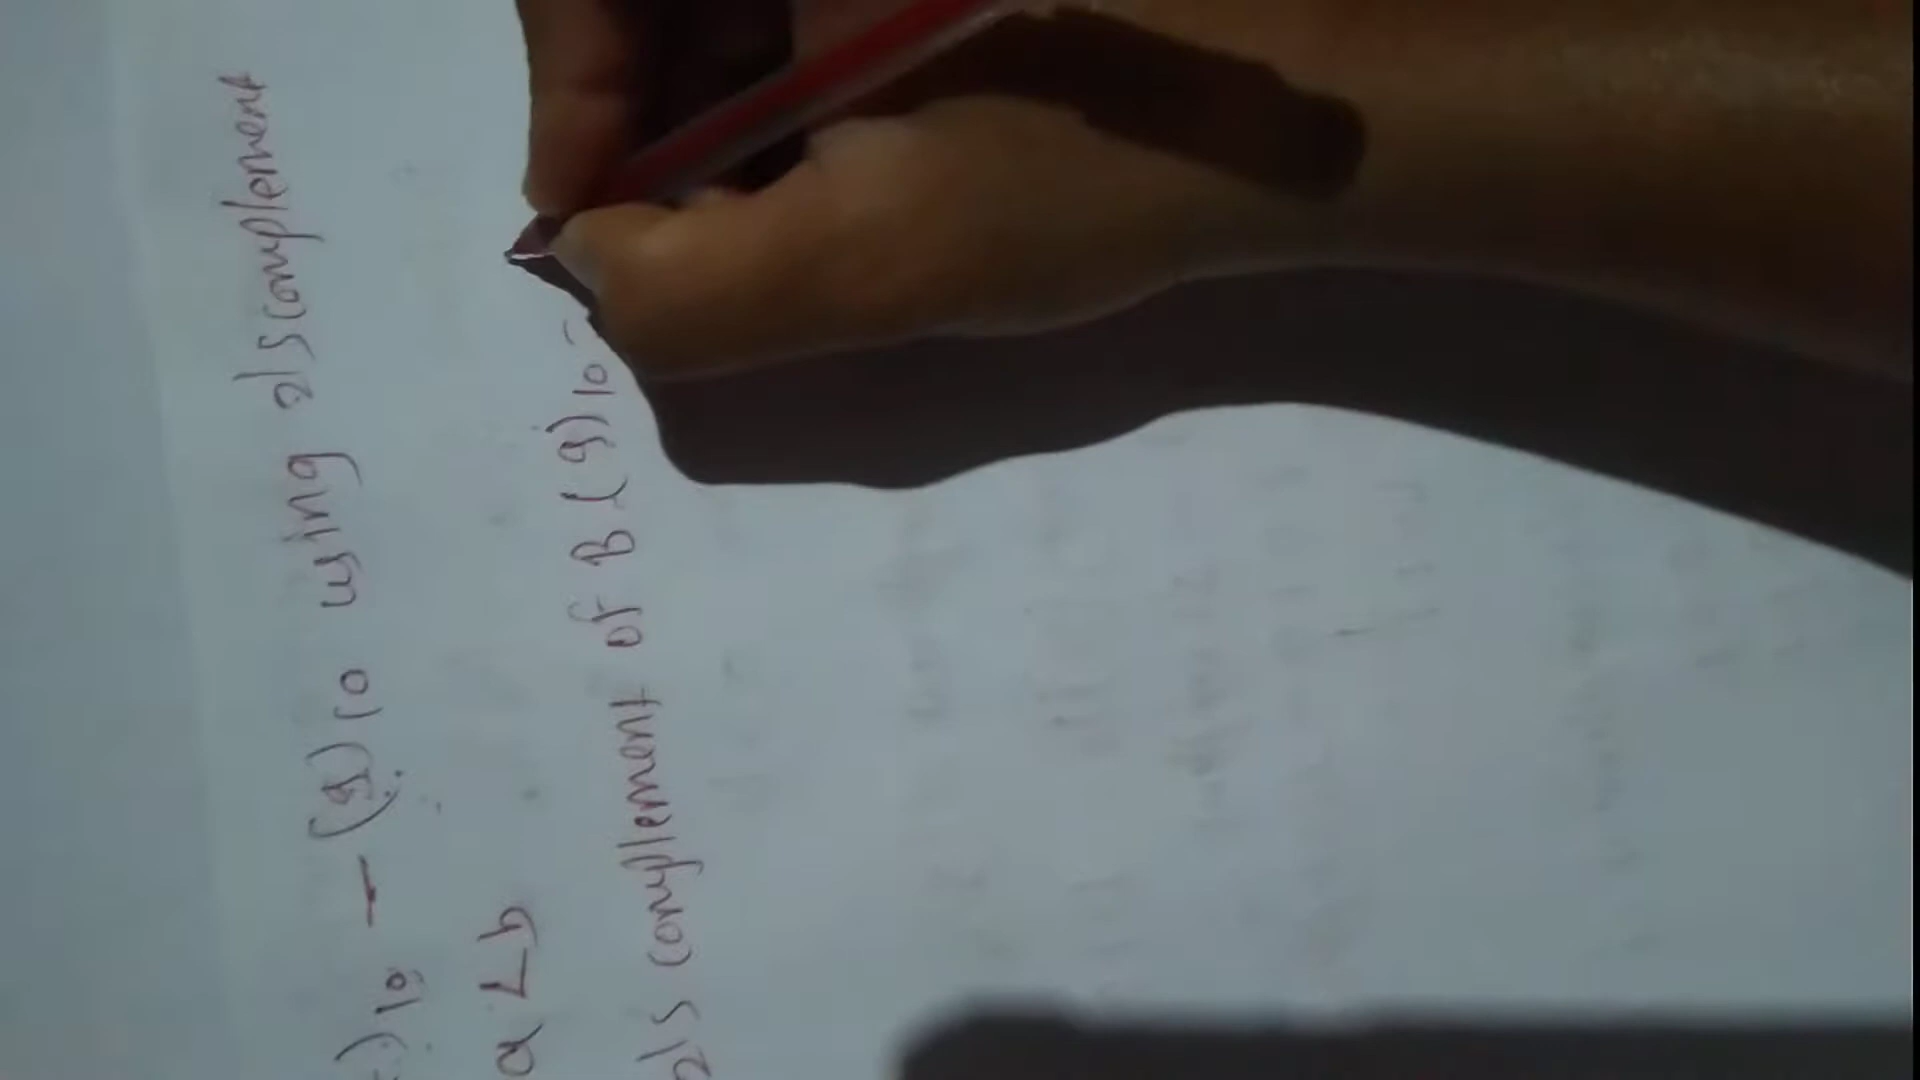 )10 — (9)10 using 2's complement
a < b
2's complement of B (9)10 =